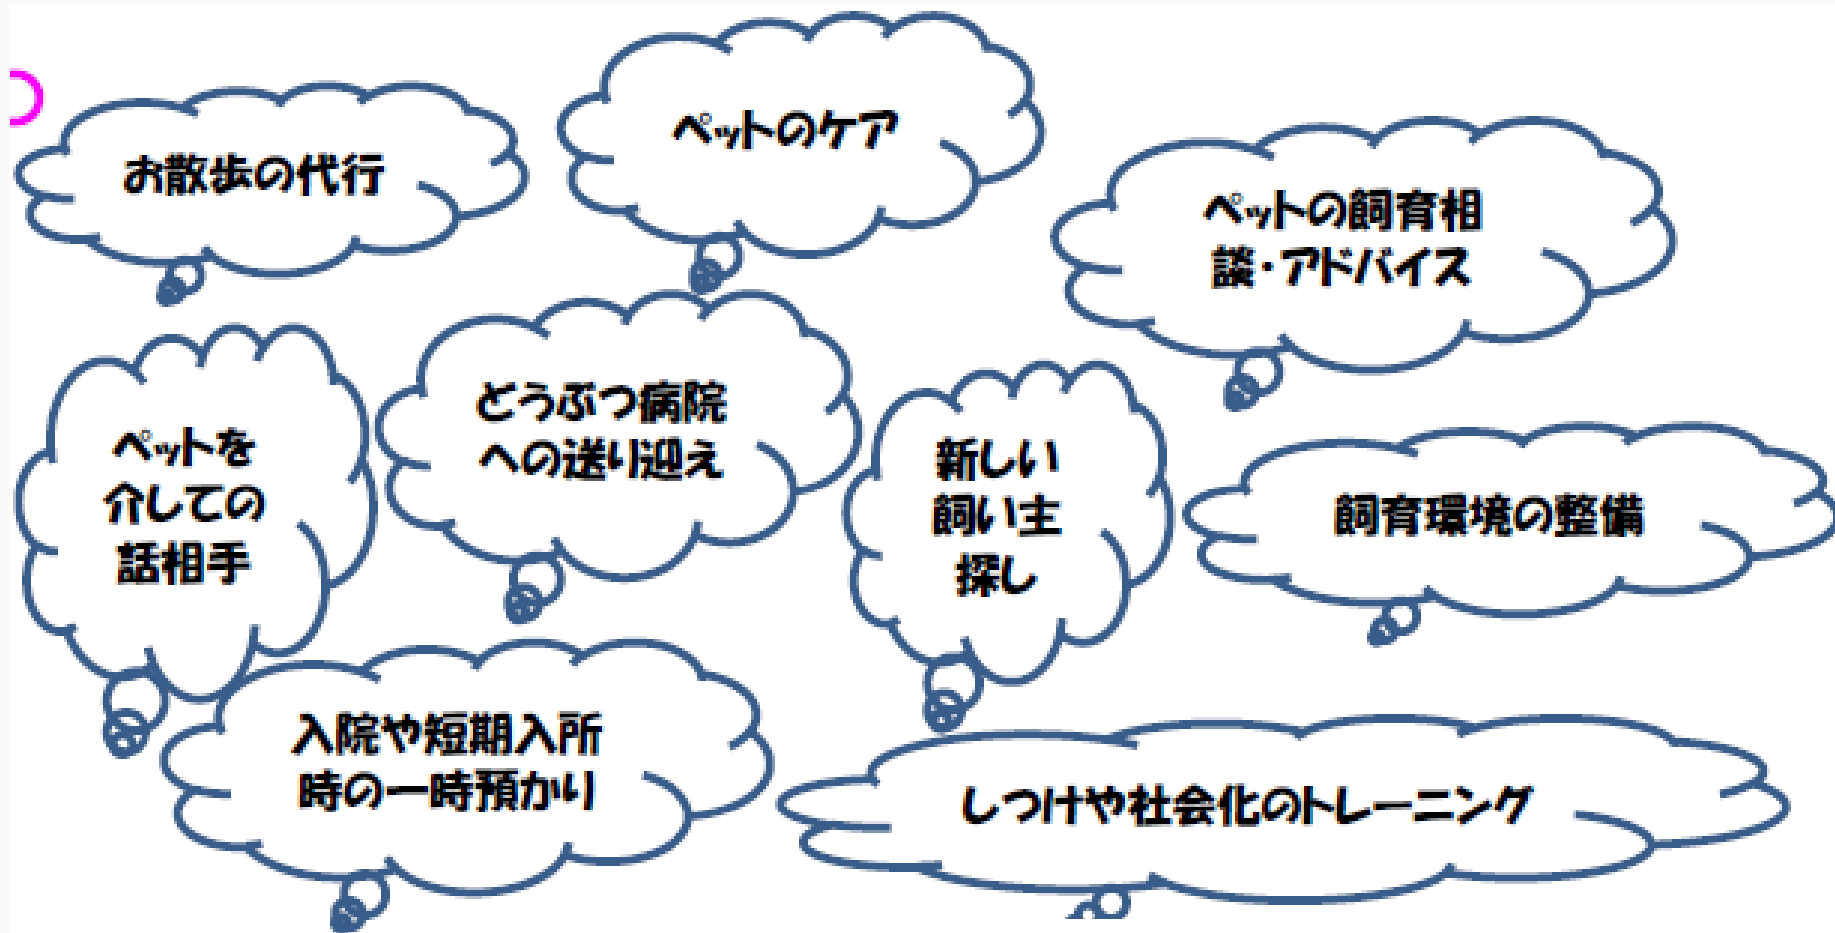 お散歩の代行
ペットのケア
ペットの飼育相
談・アドバイス
ペットを
介しての
話相手
どうぶつ病院
への送り迎え
新しい
飼い主
探し
飼育環境の整備
入院や短期入所
時の一時預かり
しつけや社会化のトレーニング